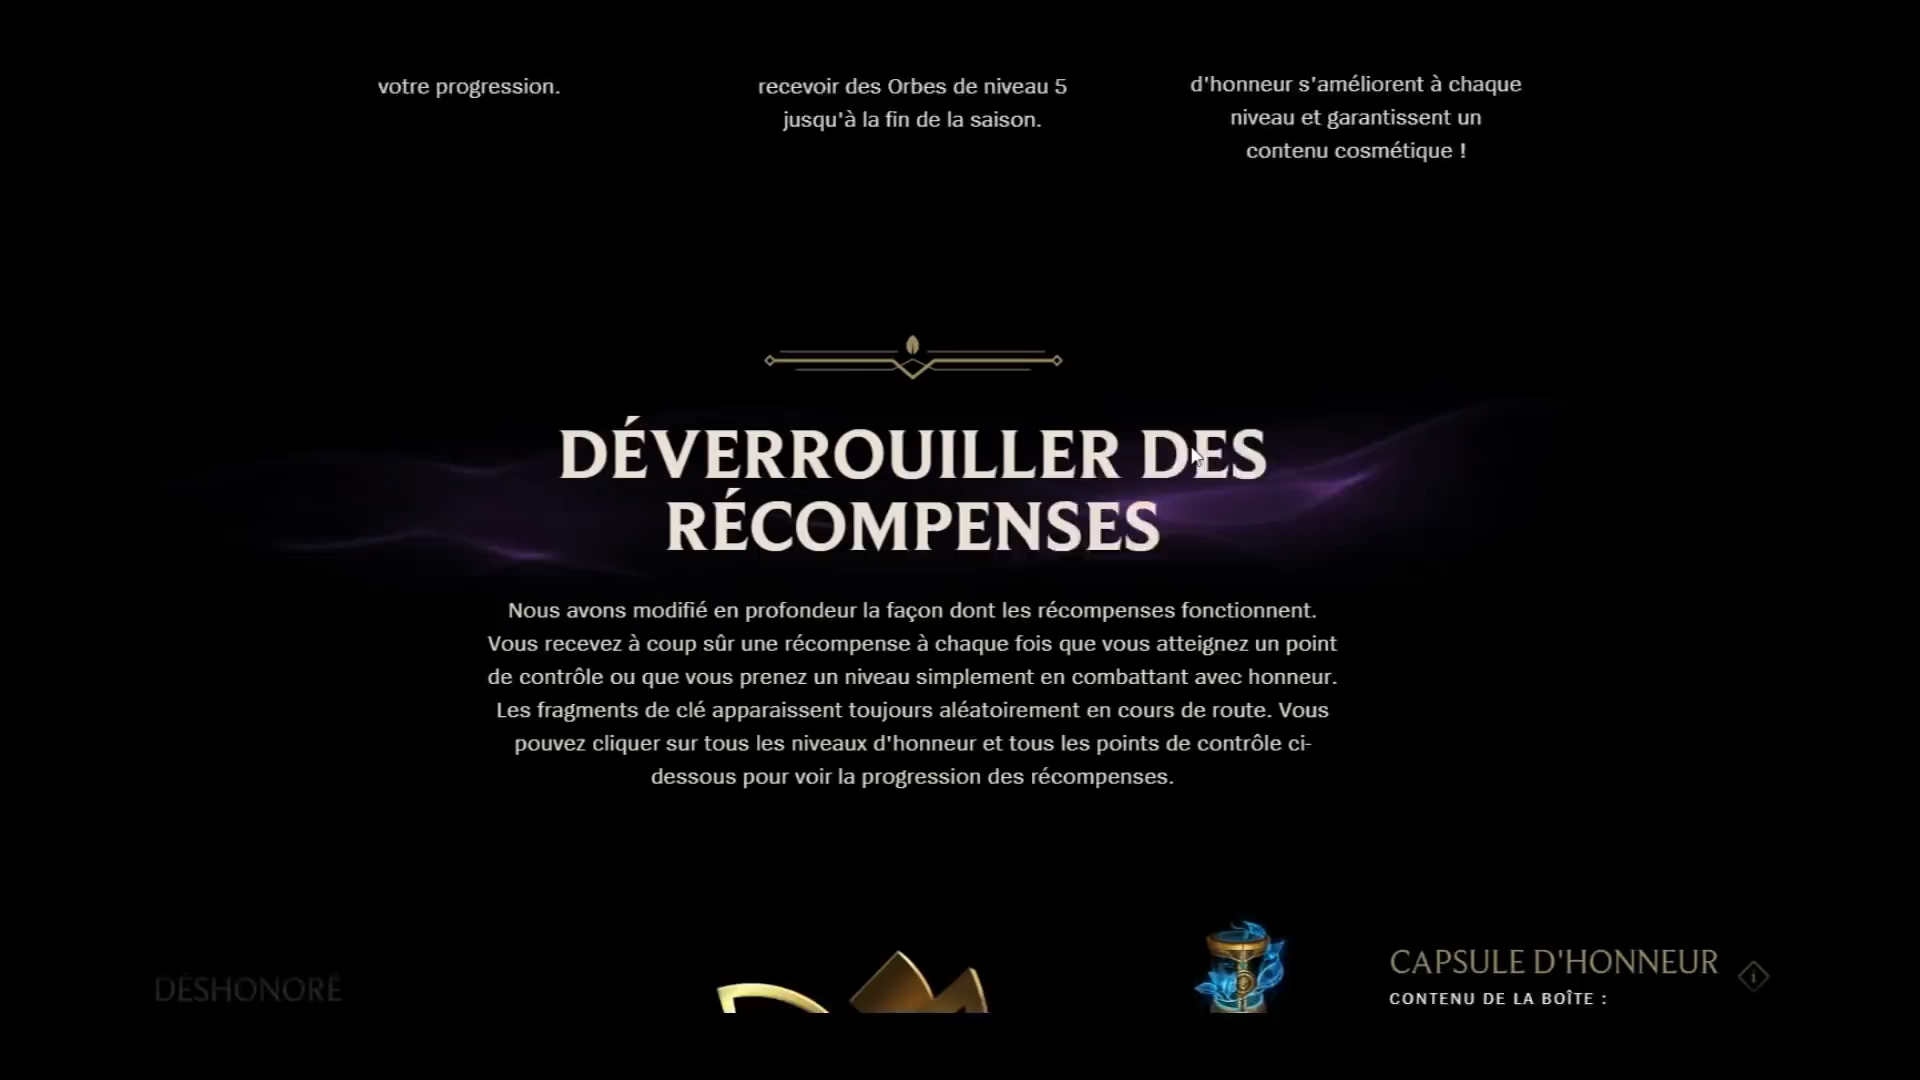 votre progression.
recevoir des Orbes de niveau 5
jusqu'à la fin de la saison.
d'honneur s'améliorent à chaque
niveau et garantissent un
contenu cosmétique !
DÉVERROUILLER DES
RÉCOMPENSES
Nous avons modifié en profondeur la façon dont les récompenses fonctionnent.
Vous recevez à coup sûr une récompense à chaque fois que vous atteignez un point
de contrôle ou que vous prenez un niveau simplement en combattant avec honneur.
Les fragments de clé apparaissent toujours aléatoirement en cours de route. Vous
pouvez cliquer sur tous les niveaux d'honneur et tous les points de contrôle ci-
dessous pour voir la progression des récompenses.
DÉSHONORÉ
CAPSULE D'HONNEUR
CONTENU DE LA BOÎTE :